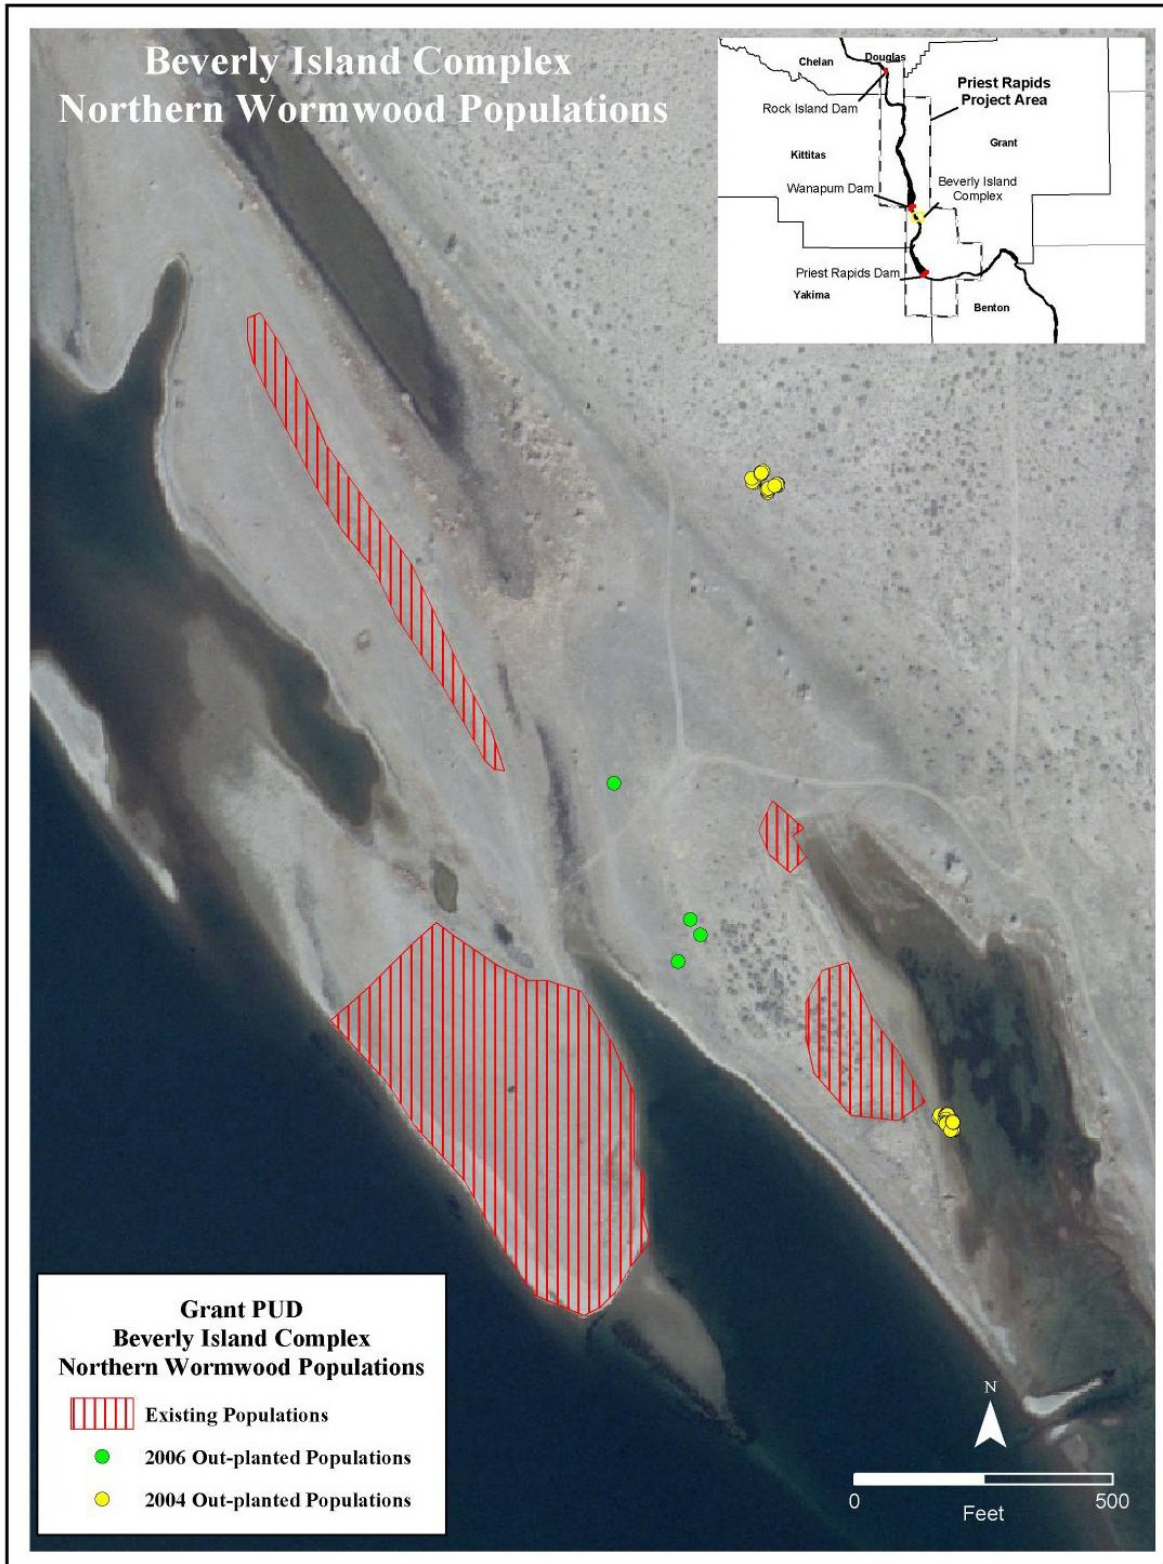 Beverly Island Complex
Northern Wormwood Populations
Chelan
Douglas
Rock Island Dam
Priest Rapids
Project Area
Kittitas
Grant
Wanapum Dam
Beverly Island
Complex
Priest Rapids Dam
Yakima
Benton
Grant PUD
Beverly Island Complex
Northern Wormwood Populations
Existing Populations
2006 Out-planted Populations
2004 Out-planted Populations
N
0 500
Feet